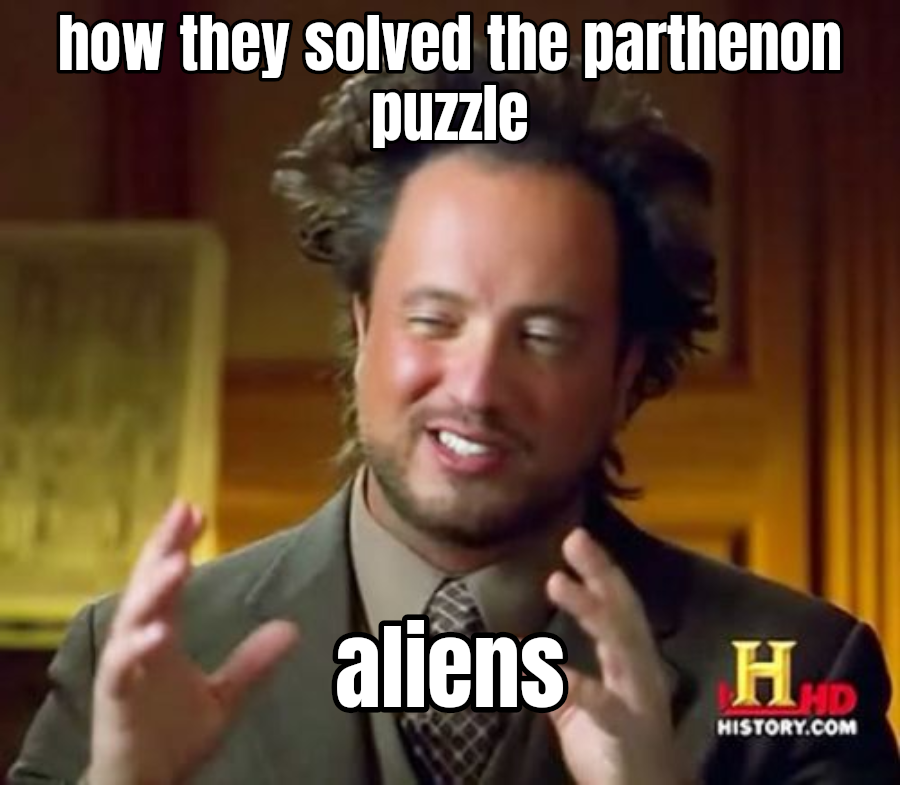 how they solved the parthenon
puzzle
aliens
H HD
HISTORY.COM